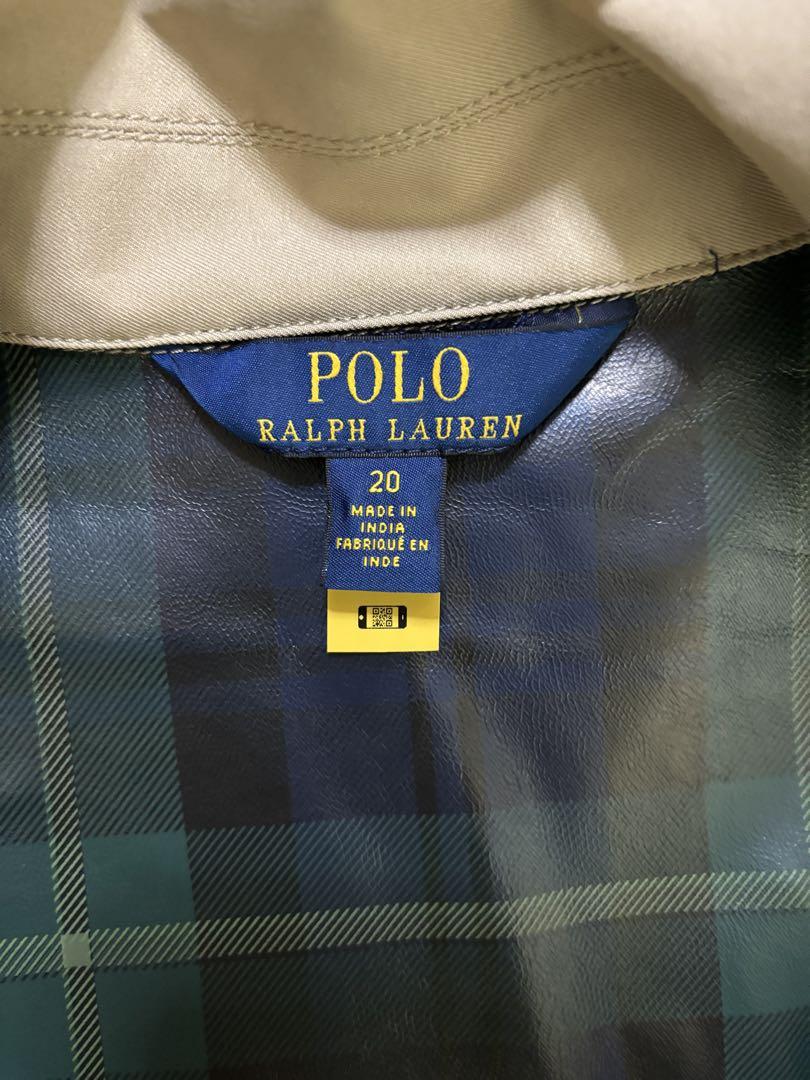 POLO
RALPH LAUREN
20
MADE IN
INDIA
FABRIQUÉ EN
INDE